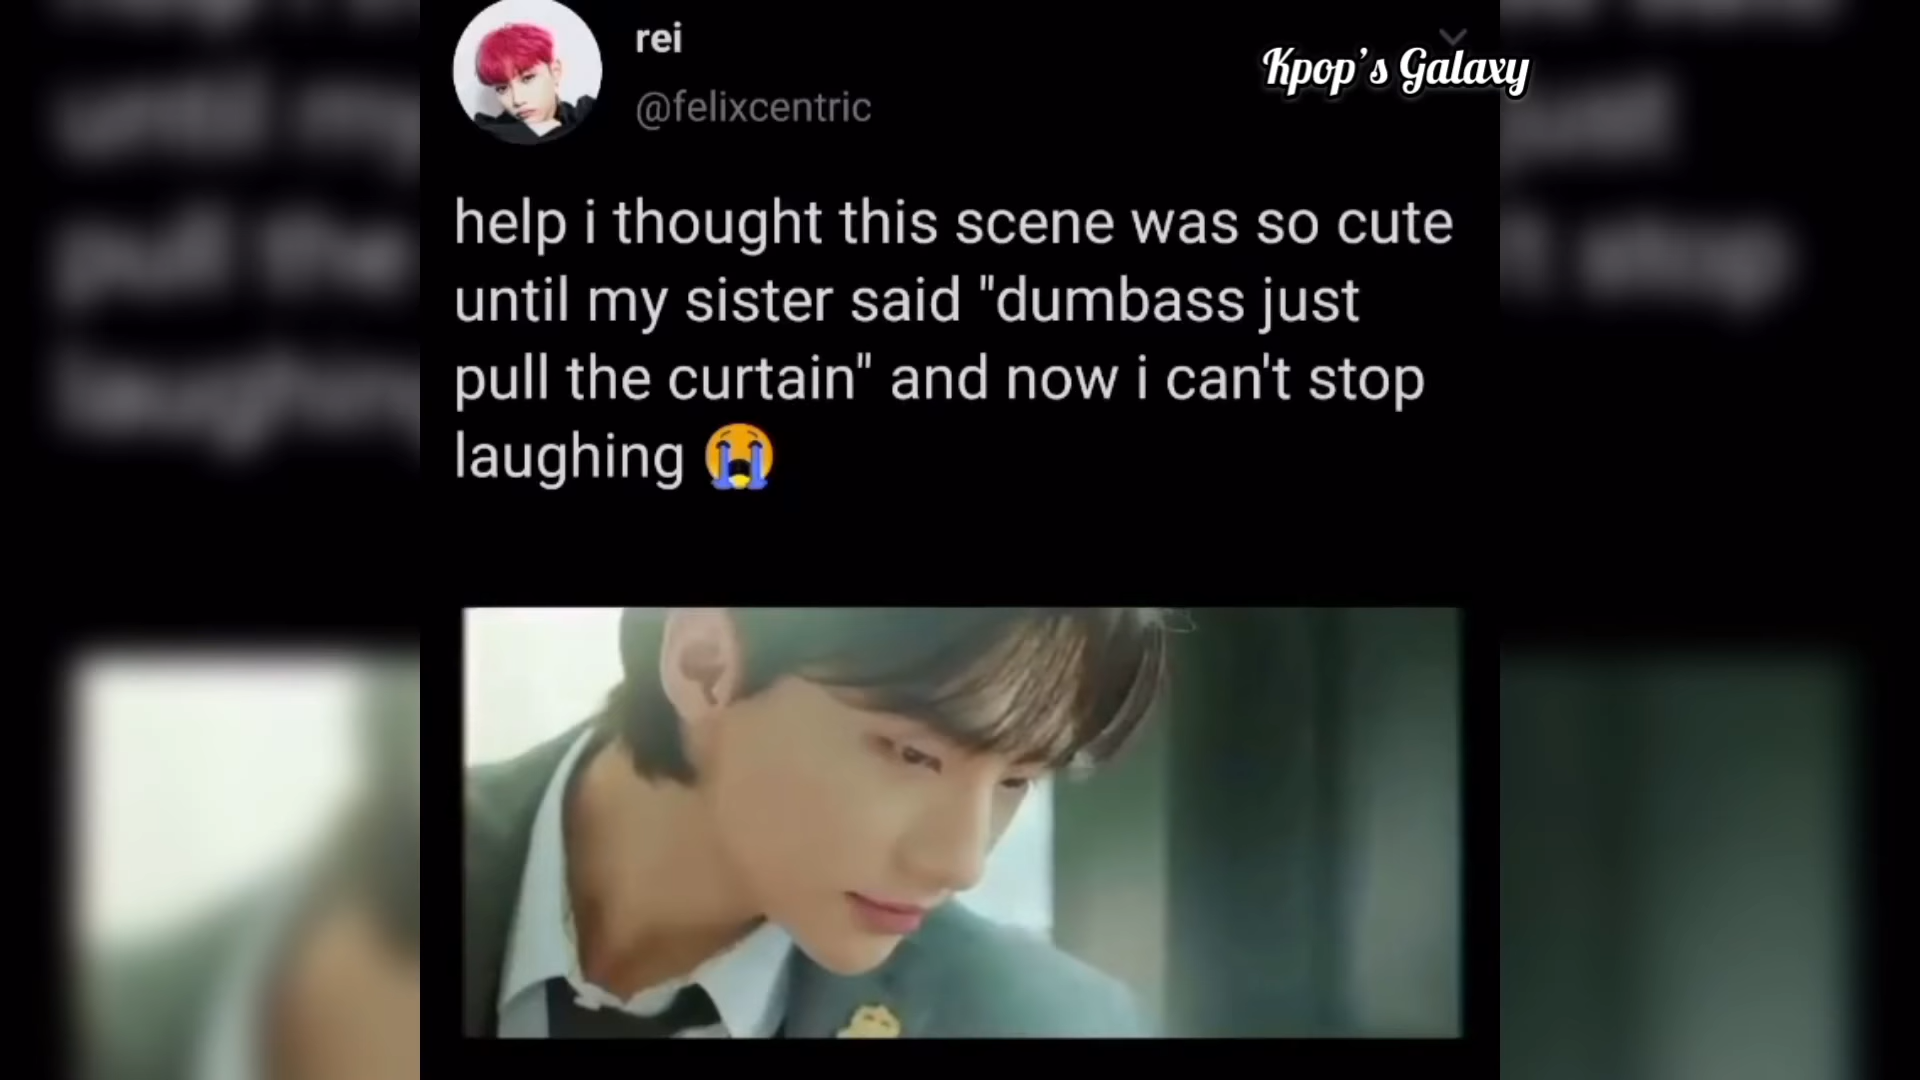 rei
Kpop's Galaxy
@felixcentric
help i thought this scene was so cute
until my sister said "dumbass just
pull the curtain" and now i can't stop
laughing 😭